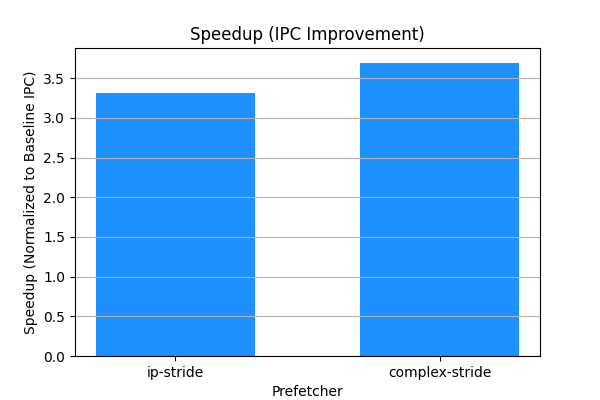 Speedup (IPC Improvement)
Speedup (Normalized to Baseline IPC)
3.5
3.0
2.5
2.0
1.5
1.0
0.5
0.0
ip-stride
complex-stride
Prefetcher